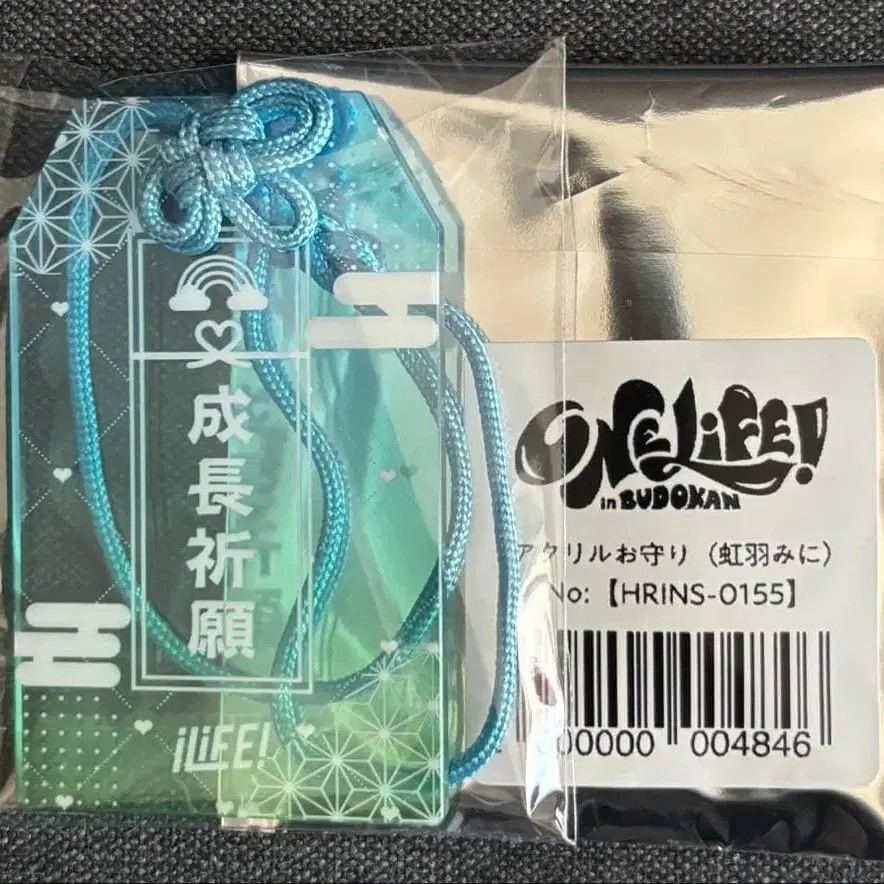 成長祈願
iLiFE!
ONE LiFE!
in BUDOKAN
アクリルお守り（虹羽みに）
No:【HRINS-0155】
00000 004846